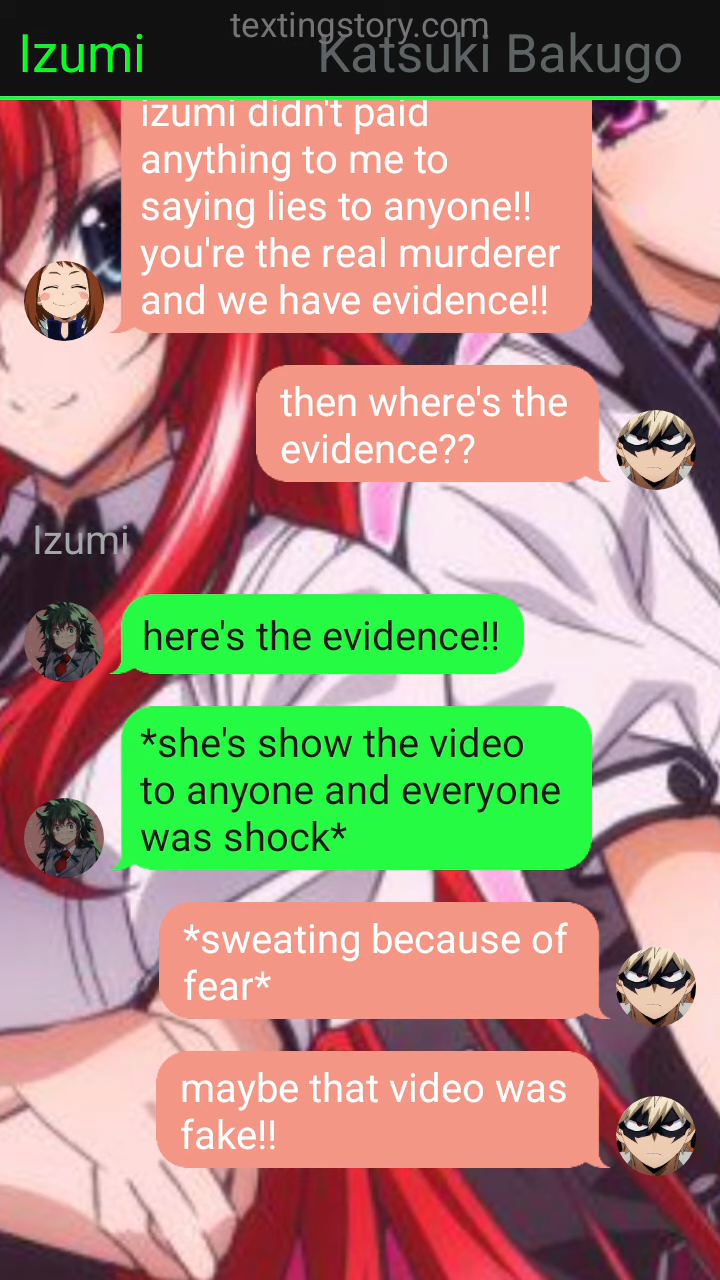 textingstory.com
Izumi Katsuki Bakugo
izumi didn't paid
anything to me to
saying lies to anyone!!
you're the real murderer
and we have evidence!!
then where's the
evidence??
Izumi
here's the evidence!!
*she's show the video
to anyone and everyone
was shock*
*sweating because of
fear*
maybe that video was
fake!!